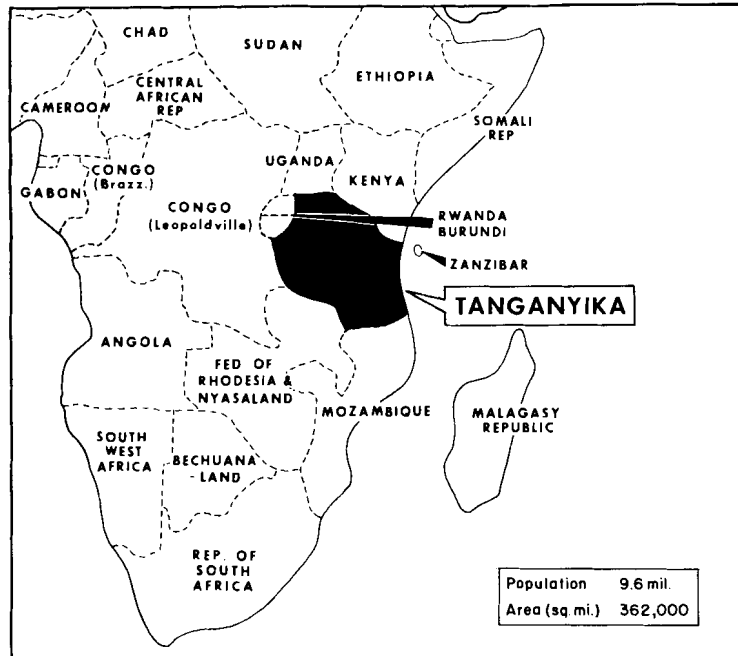 CHAD
SUDAN
ETHIOPIA
CENTRAL
AFRICAN
REP
CAMEROON
SOMALI
REP
UGANDA
CONGO
(Brazz.)
GABON
KENYA
CONGO
(Leopoldville)
RWANDA
BURUNDI
ZANZIBAR
TANGANYIKA
ANGOLA
FED OF
RHODESIA &
NYASALAND
MOZAMBIQUE
MALAGASY
REPUBLIC
SOUTH
WEST
AFRICA
BECHUANA
-LAND
REP. OF
SOUTH
AFRICA
Population 9.6 mil.
Area (sq. mi.) 362,000